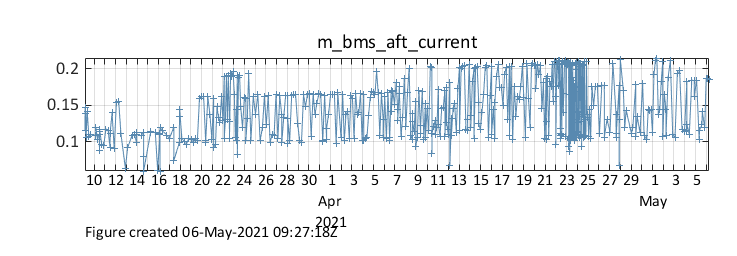 m_bms_aft_current
0.2
0.15
0.1
10 12 14 16 18 20 22 24 26 28 30 1 3 5 7 9 11 13 15 17 19 21 23 25 27 29 1 3 5
Apr May
2021
Figure created 06-May-2021 09:27:18Z